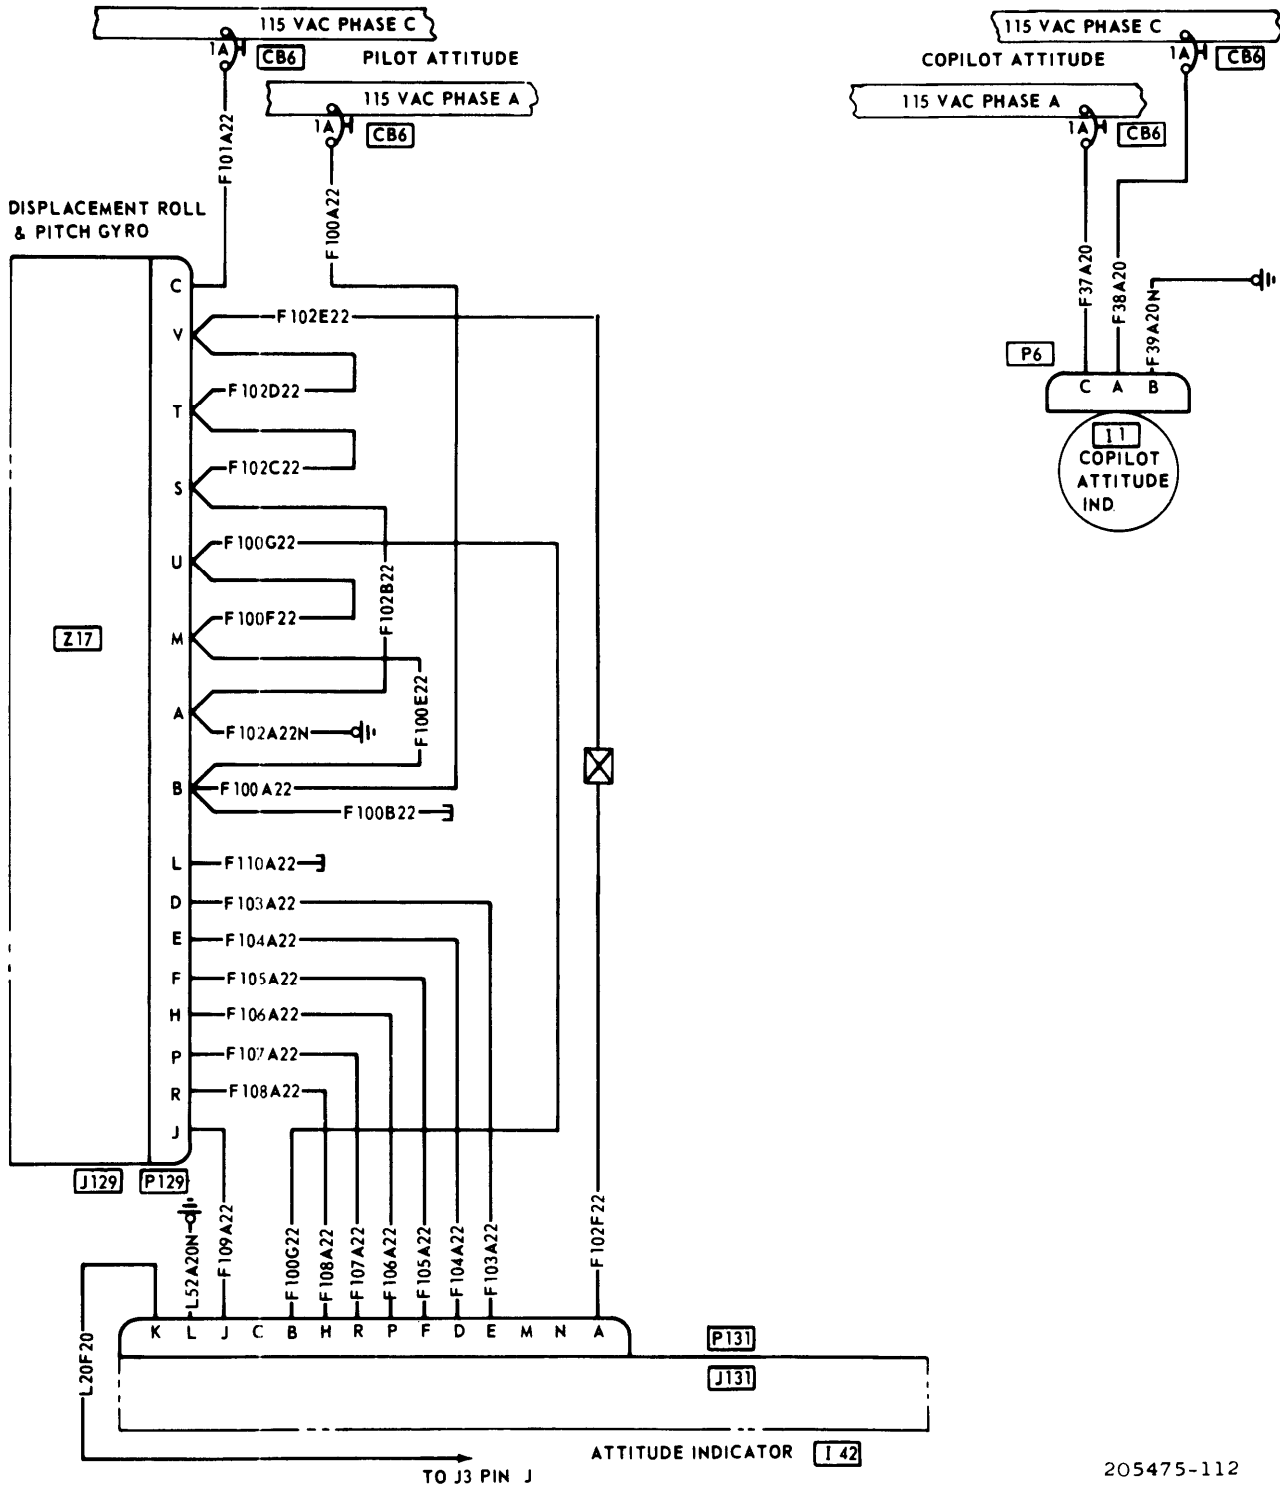 115 VAC PHASE C
1A
CB6
PILOT ATTITUDE
115 VAC PHASE A
1A
CB6
F101A22
F100A22
115 VAC PHASE C
1A
CB6
COPILOT ATTITUDE
115 VAC PHASE A
1A
CB6
F37A20
F38A20
F39A20N
P6
C A B
I 1
COPILOT
ATTITUDE
IND.
DISPLACEMENT ROLL
& PITCH GYRO
C
V
F102E22
F102D22
T
F102C22
S
F102B22
U
F100G22
F100F22
Z17
M
F100E22
A
F102A22N
B
F100A22
F100B22
L
F110A22
D
F103A22
E
F104A22
F
F105A22
H
F106A22
P
F107A22
R
F108A22
J
J129
P129
L52A20N
F109A22
F100G22
F108A22
F107A22
F106A22
F105A22
F104A22
F103A22
F102F22
K L J C B H R P F D E M N A
P131
J131
L20F20
ATTITUDE INDICATOR
I 42
TO J3 PIN J
205475-112